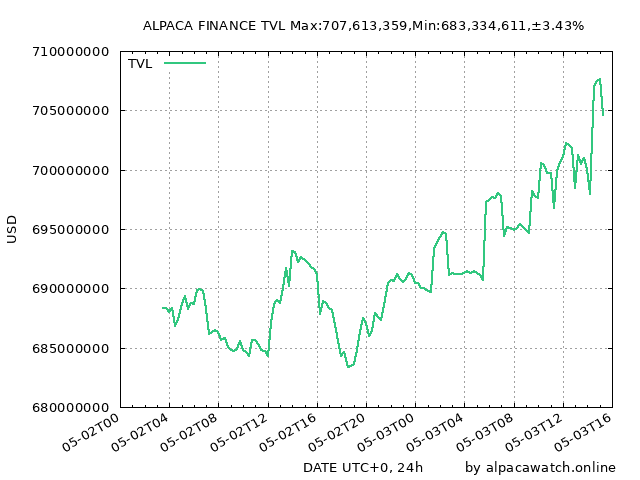 ALPACA FINANCE TVL Max:707,613,359,Min:683,334,611,±3.43%
710000000
TVL
705000000
700000000
695000000
USD
690000000
685000000
680000000
05-02T00
05-02T04
05-02T08
05-02T12
05-02T16
05-02T20
05-03T00
05-03T04
05-03T08
05-03T12
05-03T16
DATE UTC+0, 24h
by alpacawatch.online